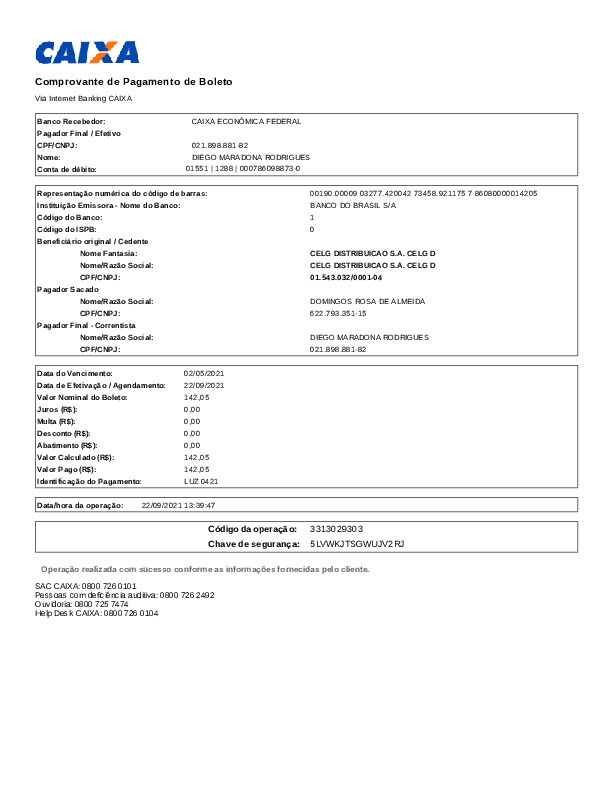 CAIXA
Comprovante de Pagamento de Boleto
Via Internet Banking CAIXA
Banco Recebedor: CAIXA ECONÔMICA FEDERAL
Pagador Final / Efetivo
CPF/CNPJ: 021.898.881-82
Nome: DIEGO MARADONA RODRIGUES
Conta de débito: 01551 | 1288 | 000786098873-0
Representação numérica do código de barras: 00190.00009 03277.420042 73458.921175 7 86080000014205
Instituição Emissora - Nome do Banco: BANCO DO BRASIL S/A
Código do Banco: 1
Código do ISPB: 0
Beneficiário original / Cedente
Nome Fantasia: CELG DISTRIBUICAO S.A. CELG D
Nome/Razão Social: CELG DISTRIBUICAO S.A. CELG D
CPF/CNPJ: 01.543.032/0001-04
Pagador Sacado
Nome/Razão Social: DOMINGOS ROSA DE ALMEIDA
CPF/CNPJ: 622.793.351-15
Pagador Final - Correntista
Nome/Razão Social: DIEGO MARADONA RODRIGUES
CPF/CNPJ: 021.898.881-82
Data do Vencimento: 02/05/2021
Data de Efetivação / Agendamento: 22/09/2021
Valor Nominal do Boleto: 142,05
Juros (R$): 0,00
Multa (R$): 0,00
Desconto (R$): 0,00
Abatimento (R$): 0,00
Valor Calculado (R$): 142,05
Valor Pago (R$): 142,05
Identificação do Pagamento: LUZ 0421
Data/hora da operação: 22/09/2021 13:39:47
Código da operação: 3313029303
Chave de segurança: 5LVWKJTSGWUJV2RJ
Operação realizada com sucesso conforme as informações fornecidas pelo cliente.
SAC CAIXA: 0800 726 0101
Pessoas com deficiência auditiva: 0800 726 2492
Ouvidoria: 0800 725 7474
Help Desk CAIXA: 0800 726 0104